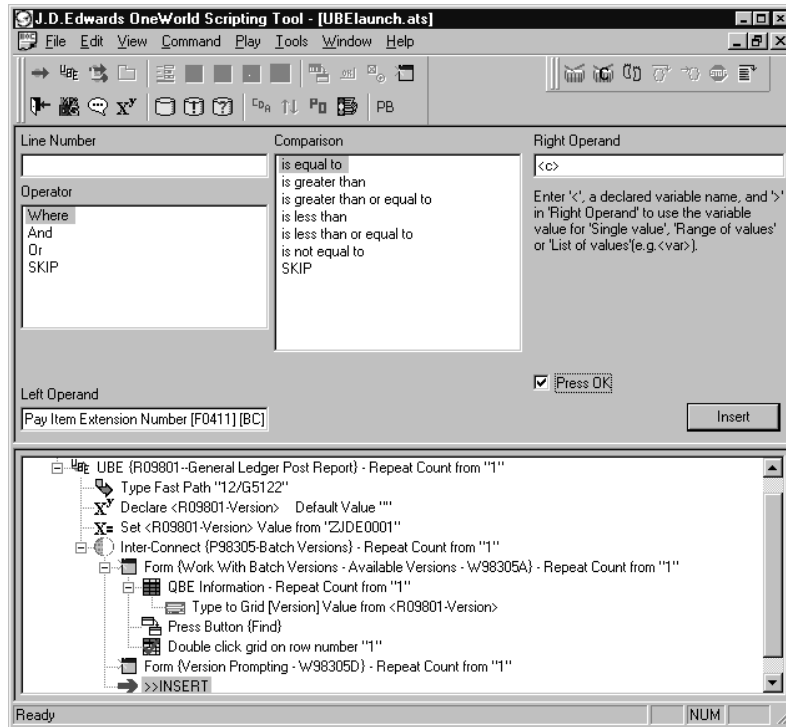 J.D.Edwards OneWorld Scripting Tool - [UBElaunch.ats]
File Edit View Command Play Tools Window Help
UBE
X^Y CDA PO PB
Line Number
Comparison
Right Operand
is equal to
is greater than
is greater than or equal to
is less than
is less than or equal to
is not equal to
SKIP
<c>
Operator
Where
And
Or
SKIP
Enter '<', a declared variable name, and '>'
in 'Right Operand' to use the variable
value for 'Single value', 'Range of values'
or 'List of values'(e.g.<var>).
Left Operand
Pay Item Extension Number [F0411] [BC]
Press OK
Insert
UBE {R09801--General Ledger Post Report} - Repeat Count from "1"
Type Fast Path "12/G5122"
X^Y Declare <R09801-Version> Default Value ""
X= Set <R09801-Version> Value from "ZJDE0001"
Inter-Connect {P98305-Batch Versions} - Repeat Count from "1"
Form {Work With Batch Versions - Available Versions - W98305A} - Repeat Count from "1"
QBE Information - Repeat Count from "1"
Type to Grid [Version] Value from <R09801-Version>
Press Button {Find}
Double click grid on row number "1"
Form {Version Prompting - W98305D} - Repeat Count from "1"
>>INSERT
Ready
NUM